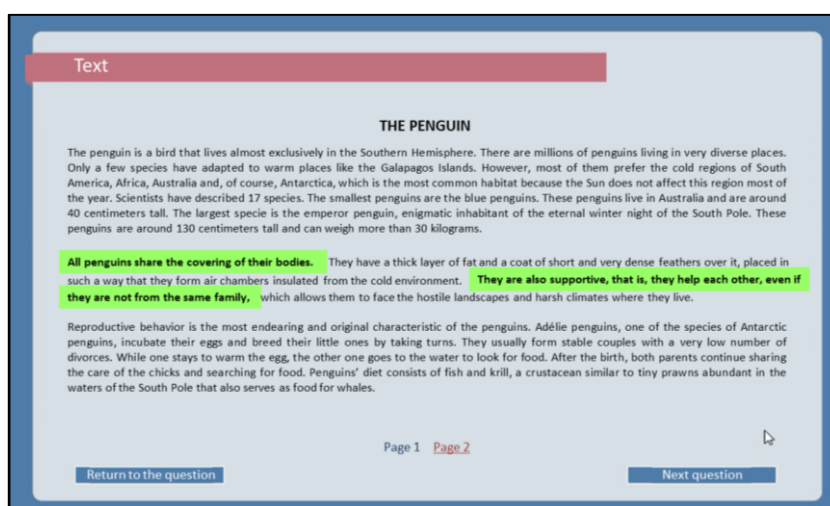 Text
THE PENGUIN
The penguin is a bird that lives almost exclusively in the Southern Hemisphere. There are millions of penguins living in very diverse places.
Only a few species have adapted to warm places like the Galapagos Islands. However, most of them prefer the cold regions of South
America, Africa, Australia and, of course, Antarctica, which is the most common habitat because the Sun does not affect this region most of
the year. Scientists have described 17 species. The smallest penguins are the blue penguins. These penguins live in Australia and are around
40 centimeters tall. The largest specie is the emperor penguin, enigmatic inhabitant of the eternal winter night of the South Pole. These
penguins are around 130 centimeters tall and can weigh more than 30 kilograms.
All penguins share the covering of their bodies. They have a thick layer of fat and a coat of short and very dense feathers over it, placed in
such a way that they form air chambers insulated from the cold environment. They are also supportive, that is, they help each other, even if
they are not from the same family, which allows them to face the hostile landscapes and harsh climates where they live.
Reproductive behavior is the most endearing and original characteristic of the penguins. Adélie penguins, one of the species of Antarctic
penguins, incubate their eggs and breed their little ones by taking turns. They usually form stable couples with a very low number of
divorces. While one stays to warm the egg, the other one goes to the water to look for food. After the birth, both parents continue sharing
the care of the chicks and searching for food. Penguins' diet consists of fish and krill, a crustacean similar to tiny prawns abundant in the
waters of the South Pole that also serves as food for whales.
Page 1 Page 2
Return to the question Next question